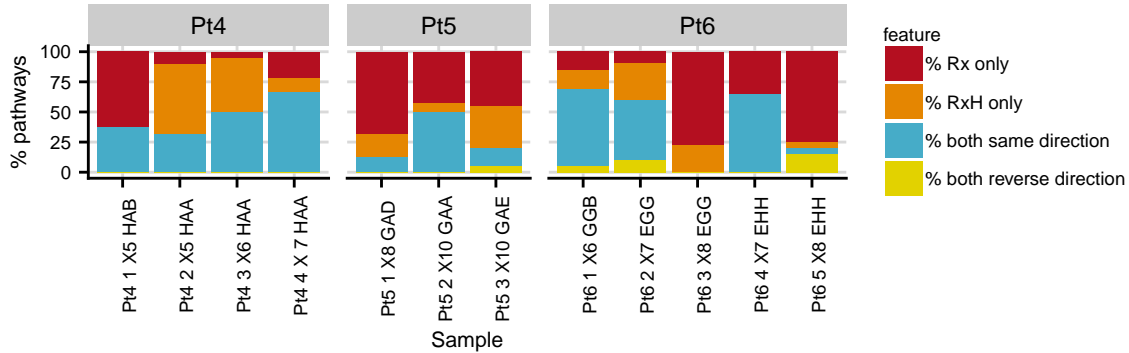 Pt4 Pt5 Pt6
% pathways
100
75
50
25
0
Pt4 1 X5 HAB
Pt4 2 X5 HAA
Pt4 3 X6 HAA
Pt4 4 X 7 HAA
Pt5 1 X8 GAD
Pt5 2 X10 GAA
Pt5 3 X10 GAE
Pt6 1 X6 GGB
Pt6 2 X7 EGG
Pt6 3 X8 EGG
Pt6 4 X7 EHH
Pt6 5 X8 EHH
Sample
feature
% Rx only
% RxH only
% both same direction
% both reverse direction